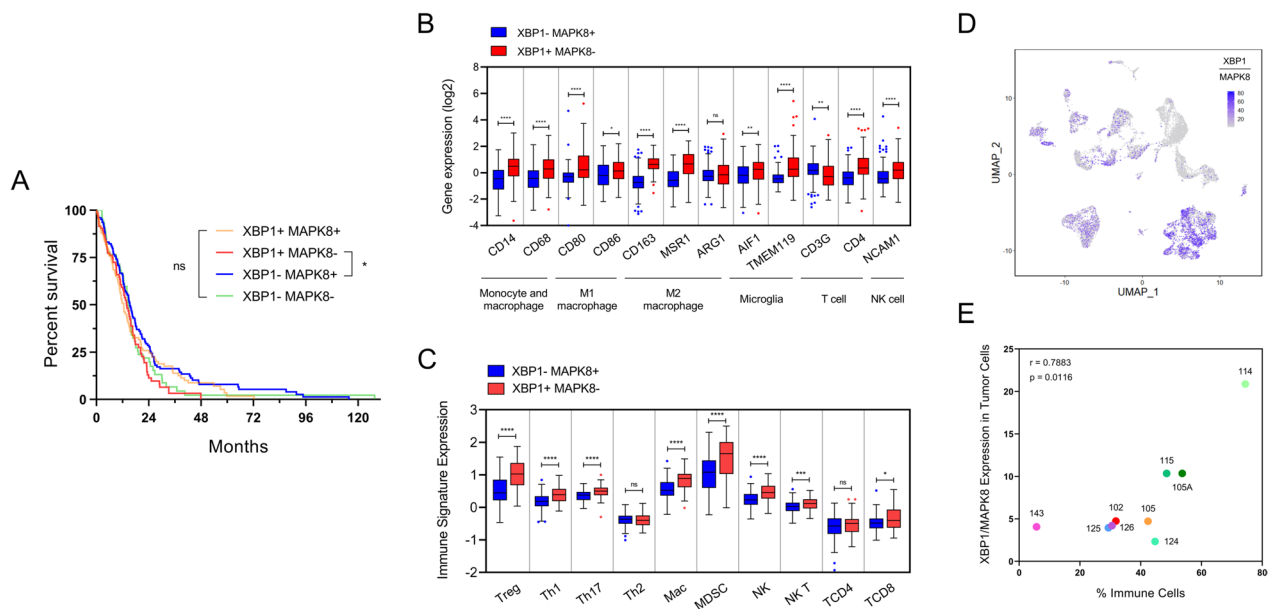 A
Percent survival
100
80
60
40
20
0
0
24
48
72
96
120
Months
ns
XBP1+ MAPK8+
XBP1+ MAPK8-
XBP1- MAPK8+
XBP1- MAPK8-
*
B
XBP1- MAPK8+
XBP1+ MAPK8-
Gene expression (log2)
8
6
4
2
0
-2
-4
**** **** **** * **** **** ns ** **** ** **** ****
CD14 CD68 CD80 CD86 CD163 MSR1 ARG1 AIF1 TMEM119 CD3G CD4 NCAM1
Monocyte and macrophage
M1 macrophage
M2 macrophage
Microglia
T cell
NK cell
C
XBP1- MAPK8+
XBP1+ MAPK8-
Immune Signature Expression
3
2
1
0
-1
-2
**** **** **** ns **** **** **** *** ns *
Treg Th1 Th17 Th2 Mac MDSC NK NK T TCD4 TCD8
D
XBP1
MAPK8
80
60
40
20
UMAP_2
10
0
-10
-10
0
10
UMAP_1
E
XBP1/MAPK8 Expression in Tumor Cells
25
20
15
10
5
0
r = 0.7883
p = 0.0116
114
115
105A
143
102
105
125
126
124
0
20
40
60
80
% Immune Cells